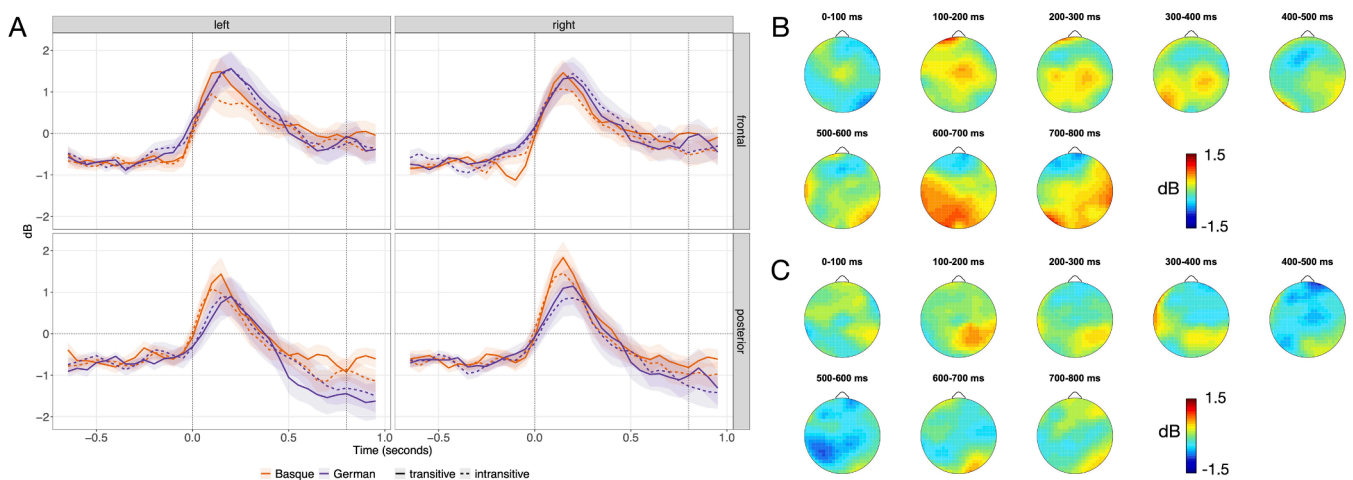 A
left
right
2
1
0
−1
−2
frontal
dB
2
1
0
−1
−2
posterior
−0.5
0.0
0.5
1.0
−0.5
0.0
0.5
1.0
Time (seconds)
Basque German transitive intransitive
B
0-100 ms 100-200 ms 200-300 ms 300-400 ms 400-500 ms
500-600 ms 600-700 ms 700-800 ms
dB
1.5
-1.5
C
0-100 ms 100-200 ms 200-300 ms 300-400 ms 400-500 ms
500-600 ms 600-700 ms 700-800 ms
dB
1.5
-1.5